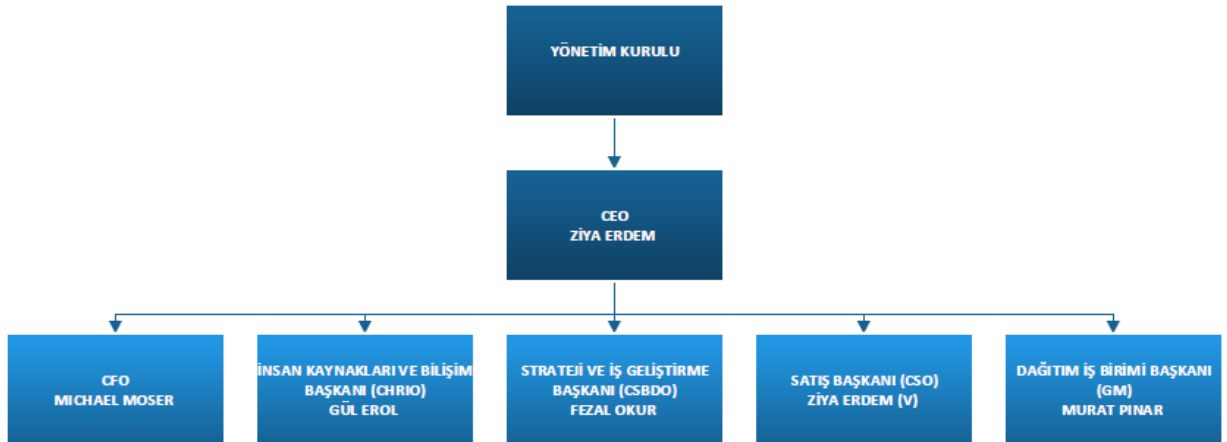 YÖNETİM KURULU
CEO
ZİYA ERDEM
CFO
MICHAEL MOSER
İNSAN KAYNAKLARI VE BİLİŞİM
BAŞKANI (CHRIO)
GÜL EROL
STRATEJİ VE İŞ GELİŞTİRME
BAŞKANI (CSBDO)
FEZAL OKUR
SATIŞ BAŞKANI (CSO)
ZİYA ERDEM (V)
DAĞITIM İŞ BİRİMİ BAŞKANI
(GM)
MURAT PINAR